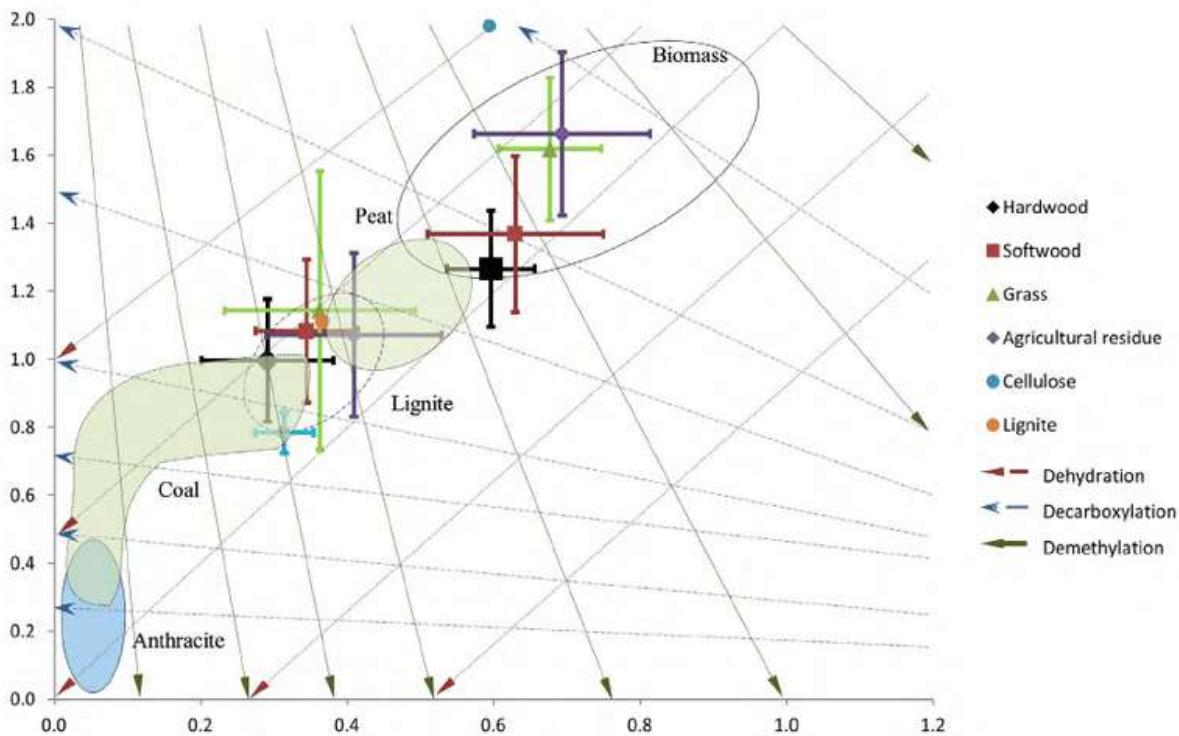 2.0
1.8
1.6
1.4
1.2
1.0
0.8
0.6
0.4
0.2
0.0
0.0 0.2 0.4 0.6 0.8 1.0 1.2
Biomass
Peat
Lignite
Coal
Anthracite
Hardwood
Softwood
Grass
Agricultural residue
Cellulose
Lignite
Dehydration
Decarboxylation
Demethylation